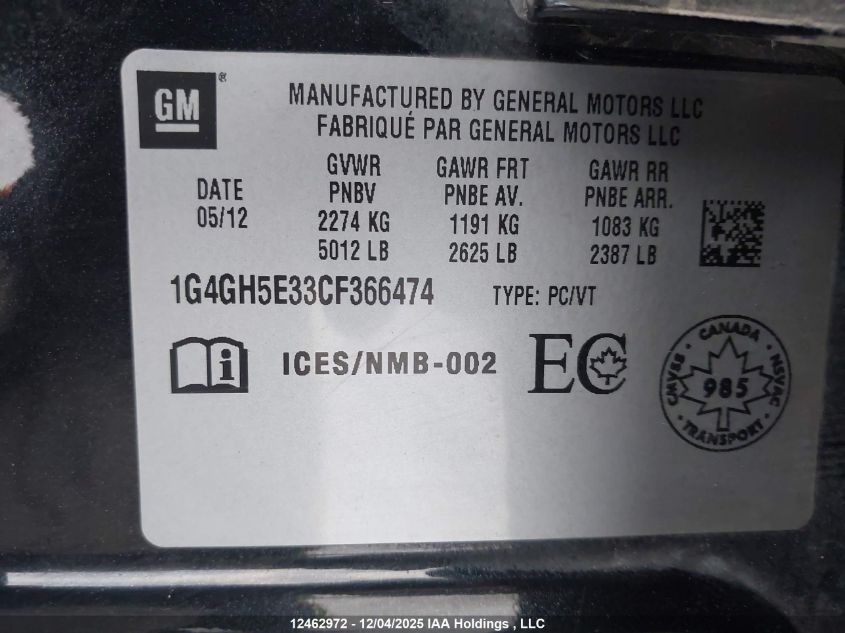 GM ®
MANUFACTURED BY GENERAL MOTORS LLC
FABRIQUÉ PAR GENERAL MOTORS LLC
DATE
05/12
GVWR
PNBV
2274 KG
5012 LB
GAWR FRT
PNBE AV.
1191 KG
2625 LB
GAWR RR
PNBE ARR.
1083 KG
2387 LB
1G4GH5E33CF366474 TYPE: PC/VT
i ICES/NMB-002 EC
CANADA
CMVSS 985 NSVAC
TRANSPORT
12462972 - 12/04/2025 IAA Holdings , LLC